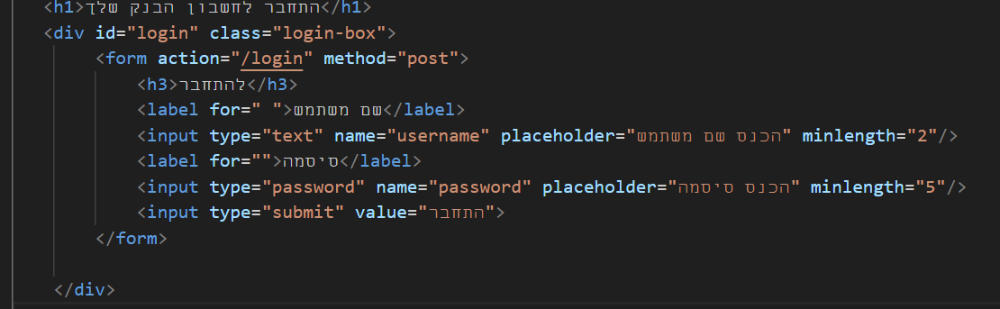 <h1>התחבר לחשבון הבנק שלך</h1>
<div id="login" class="login-box">
<form action="/login" method="post">
<h3>להתחבר</h3>
<label for=" ">שם משתמש</label>
<input type="text" name="username" placeholder="הכנס שם משתמש" minlength="2"/>
<label for="">סיסמה</label>
<input type="password" name="password" placeholder="הכנס סיסמה" minlength="5"/>
<input type="submit" value="התחבר">
</form>
</div>